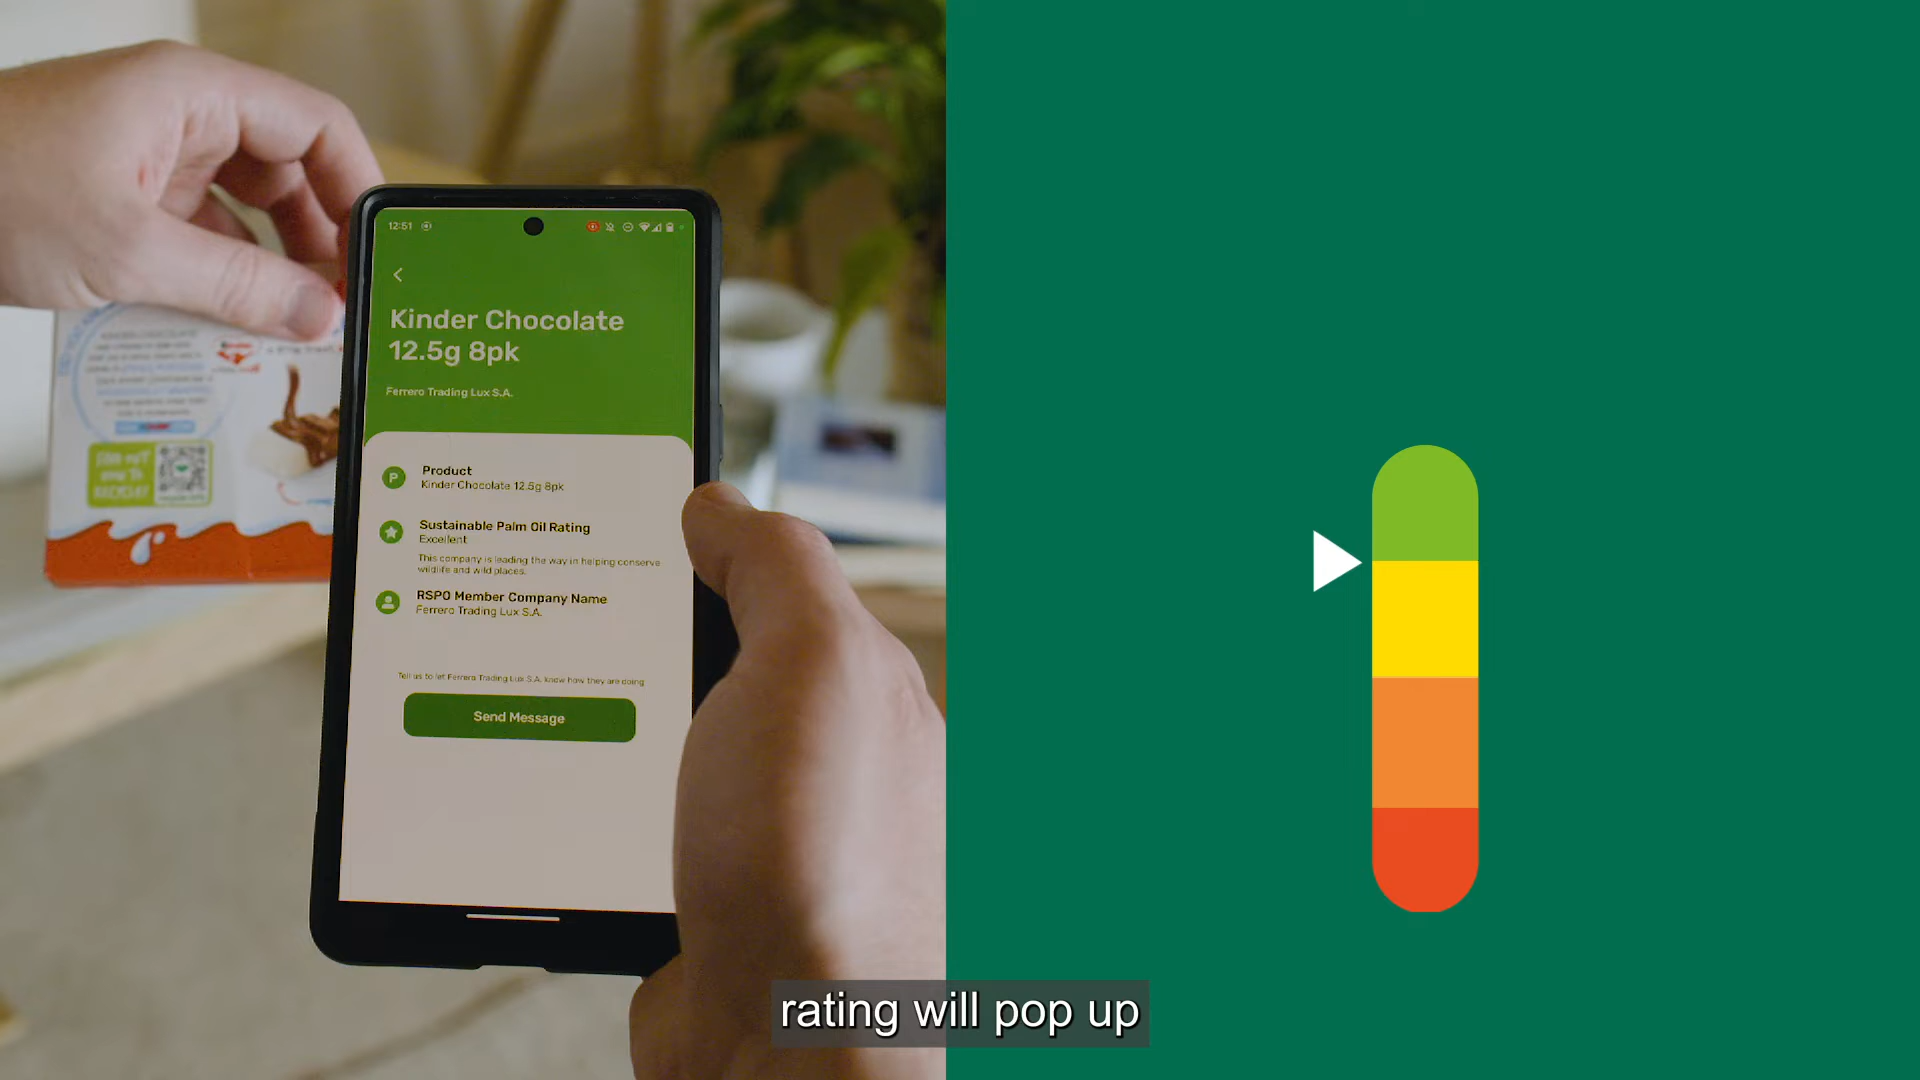 12:51
Kinder Chocolate
12.5g 8pk
Ferrero Trading Lux S.A.
P
Product
Kinder Chocolate 12.5g 8pk
Sustainable Palm Oil Rating
Excellent
This company is leading the way in helping conserve
wildlife and wild places.
RSPO Member Company Name
Ferrero Trading Lux S.A.
Tell us to let Ferrero Trading Lux S.A. know how they are doing
Send Message
rating will pop up